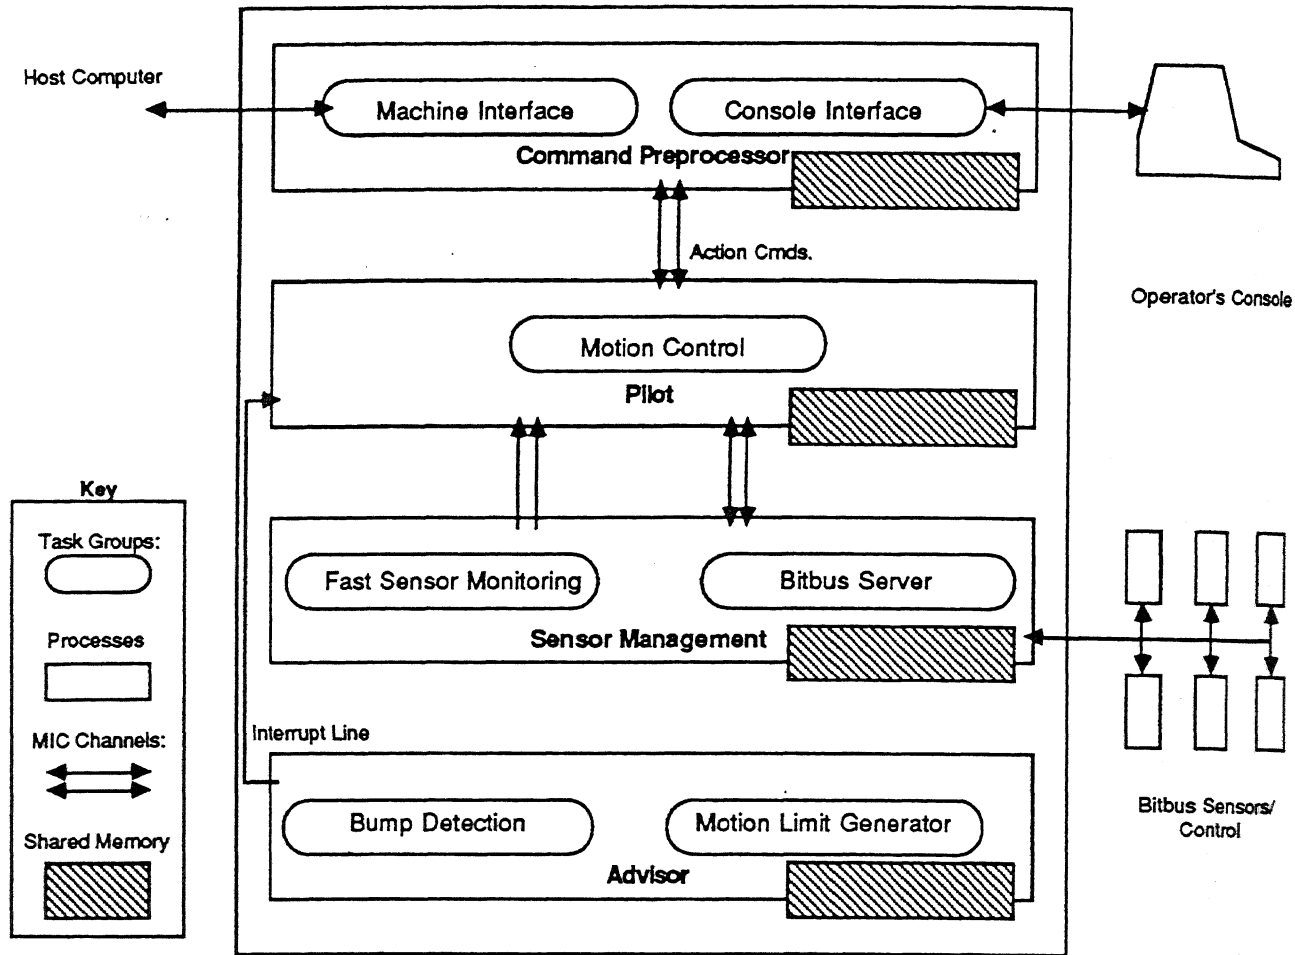 Host Computer
Machine Interface
Console Interface
Command Preprocessor
Action Cmds.
Operator's Console
Motion Control
Pilot
Key
Task Groups:
Processes
MIC Channels:
Shared Memory
Fast Sensor Monitoring
Bitbus Server
Sensor Management
Interrupt Line
Bump Detection
Motion Limit Generator
Advisor
Bitbus Sensors/
Control